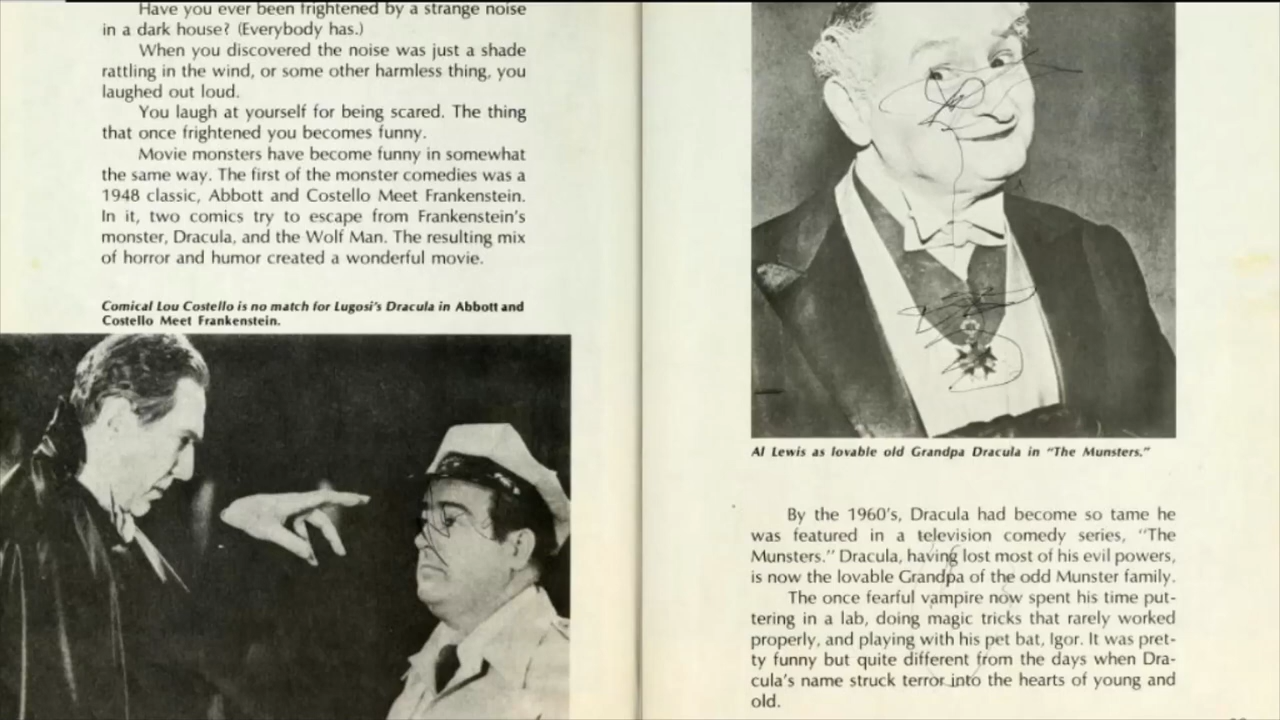 Have you ever been frightened by a strange noise
in a dark house? (Everybody has.)
When you discovered the noise was just a shade
rattling in the wind, or some other harmless thing, you
laughed out loud.
You laugh at yourself for being scared. The thing
that once frightened you becomes funny.
Movie monsters have become funny in somewhat
the same way. The first of the monster comedies was a
1948 classic, Abbott and Costello Meet Frankenstein.
In it, two comics try to escape from Frankenstein's
monster, Dracula, and the Wolf Man. The resulting mix
of horror and humor created a wonderful movie.
Comical Lou Costello is no match for Lugosi's Dracula in Abbott and
Costello Meet Frankenstein.
Al Lewis as lovable old Grandpa Dracula in "The Munsters."
By the 1960's, Dracula had become so tame he
was featured in a television comedy series, "The
Munsters." Dracula, having lost most of his evil powers,
is now the lovable Grandpa of the odd Munster family.
The once fearful vampire now spent his time put-
tering in a lab, doing magic tricks that rarely worked
properly, and playing with his pet bat, Igor. It was pret-
ty funny but quite different from the days when Dra-
cula's name struck terror into the hearts of young and
old.